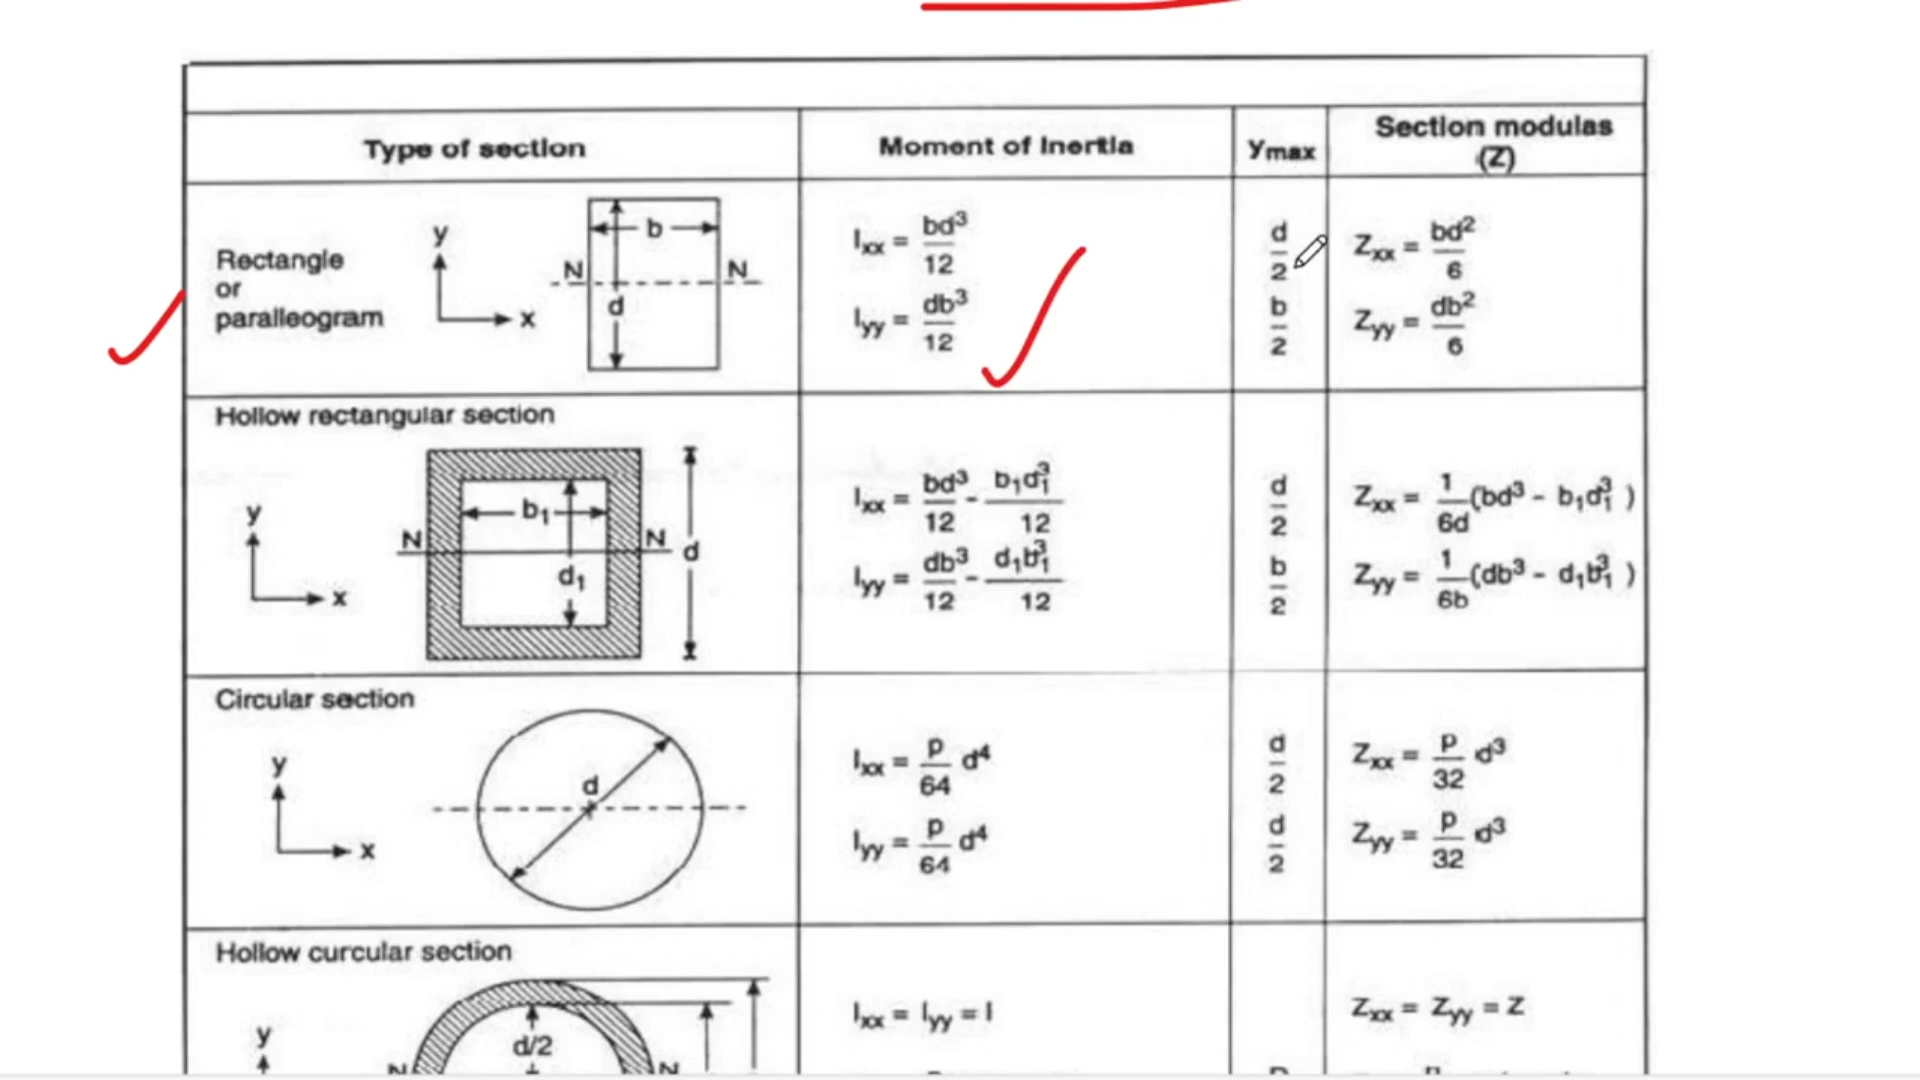 Type of section
Moment of Inertia
ymax
Section modulas
(Z)
Rectangle
or
paralleogram
y
x
b
N N
d
Ixx = bd³/12
Iyy = db³/12
d/2
b/2
Zxx = bd²/6
Zyy = db²/6
Hollow rectangular section
y
x
b₁
N N
d
d₁
Ixx = bd³/12 - b₁d₁³/12
Iyy = db³/12 - d₁b₁³/12
d/2
b/2
Zxx = 1/6d (bd³ - b₁d₁³)
Zyy = 1/6b (db³ - d₁b₁³)
Circular section
y
x
d
Ixx = p/64 d⁴
Iyy = p/64 d⁴
d/2
d/2
Zxx = p/32 d³
Zyy = p/32 d³
Hollow curcular section
y
d/2
N N
Ixx = Iyy = I
Zxx = Zyy = Z